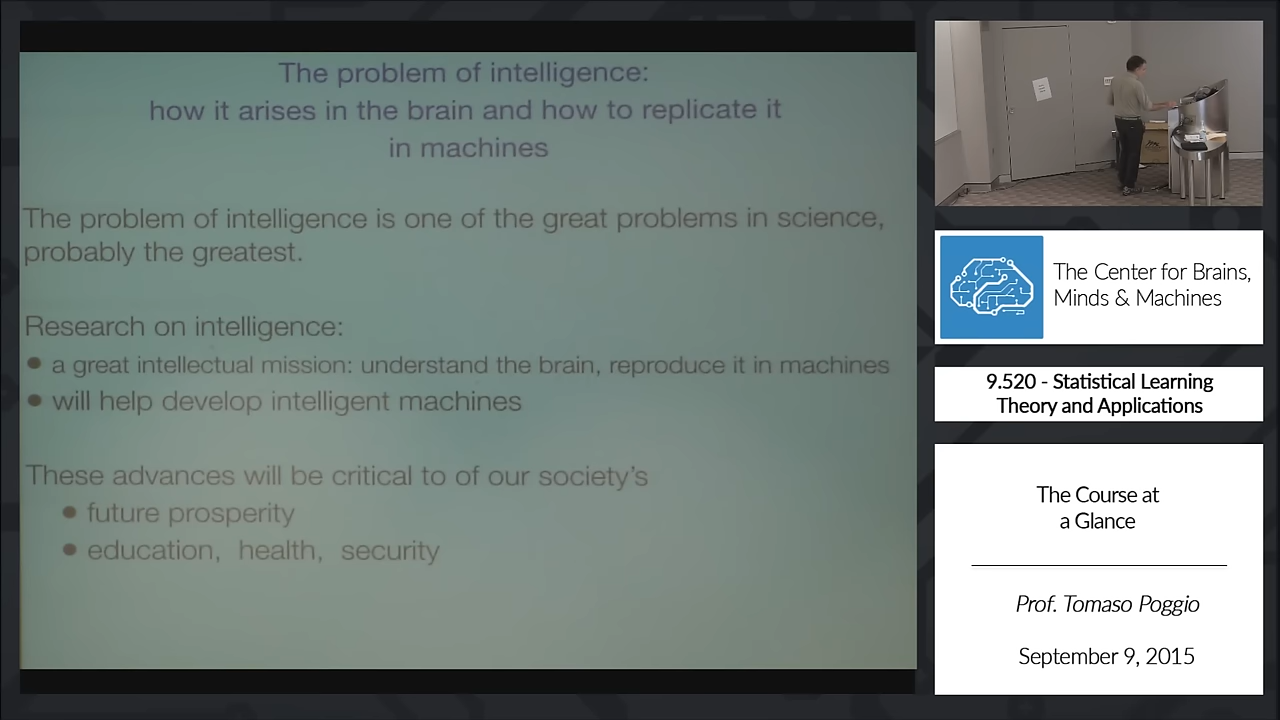 The problem of intelligence:
how it arises in the brain and how to replicate it
in machines
The problem of intelligence is one of the great problems in science,
probably the greatest.
Research on intelligence:
● a great intellectual mission: understand the brain, reproduce it in machines
● will help develop intelligent machines
These advances will be critical to of our society's
● future prosperity
● education, health, security
The Center for Brains,
Minds & Machines
9.520 - Statistical Learning
Theory and Applications
The Course at
a Glance
Prof. Tomaso Poggio
September 9, 2015